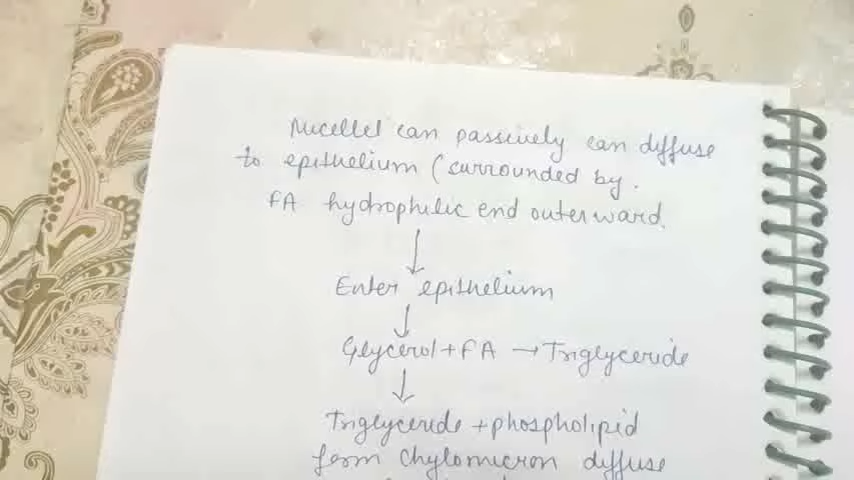 Micellel can passively can diffuse
to epithelium (surrounded by.
FA hydrophilic end outerward.
↓
Enter epithelium
↓
Glycerol + FA → Triglyceride
↓
Triglyceride + phospholipid
form chylomicron diffuse